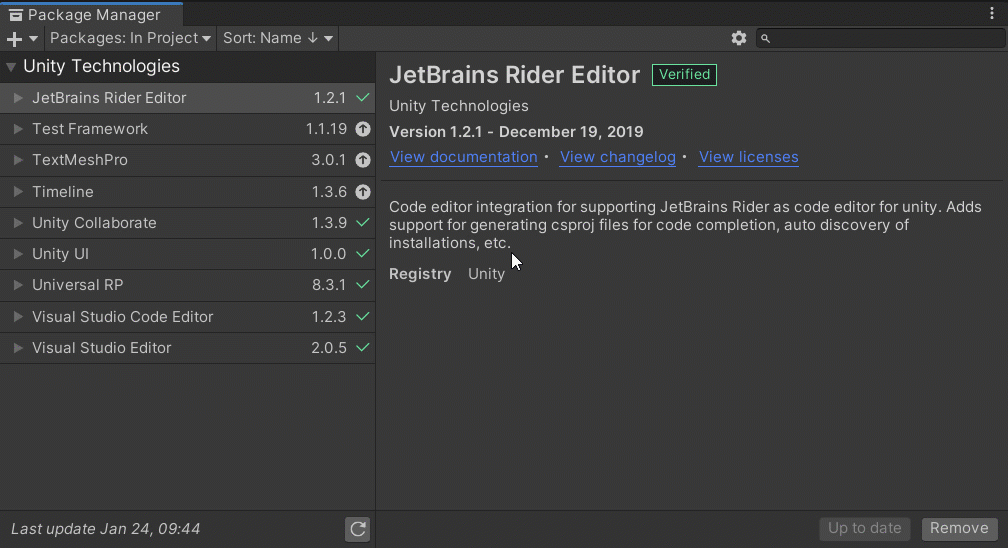 Package Manager
Packages: In Project Sort: Name ↓
Unity Technologies
JetBrains Rider Editor 1.2.1
Test Framework 1.1.19
TextMeshPro 3.0.1
Timeline 1.3.6
Unity Collaborate 1.3.9
Unity UI 1.0.0
Universal RP 8.3.1
Visual Studio Code Editor 1.2.3
Visual Studio Editor 2.0.5
Last update Jan 24, 09:44
JetBrains Rider Editor Verified
Unity Technologies
Version 1.2.1 - December 19, 2019
View documentation • View changelog • View licenses
Code editor integration for supporting JetBrains Rider as code editor for unity. Adds
support for generating csproj files for code completion, auto discovery of
installations, etc.
Registry Unity
Up to date Remove